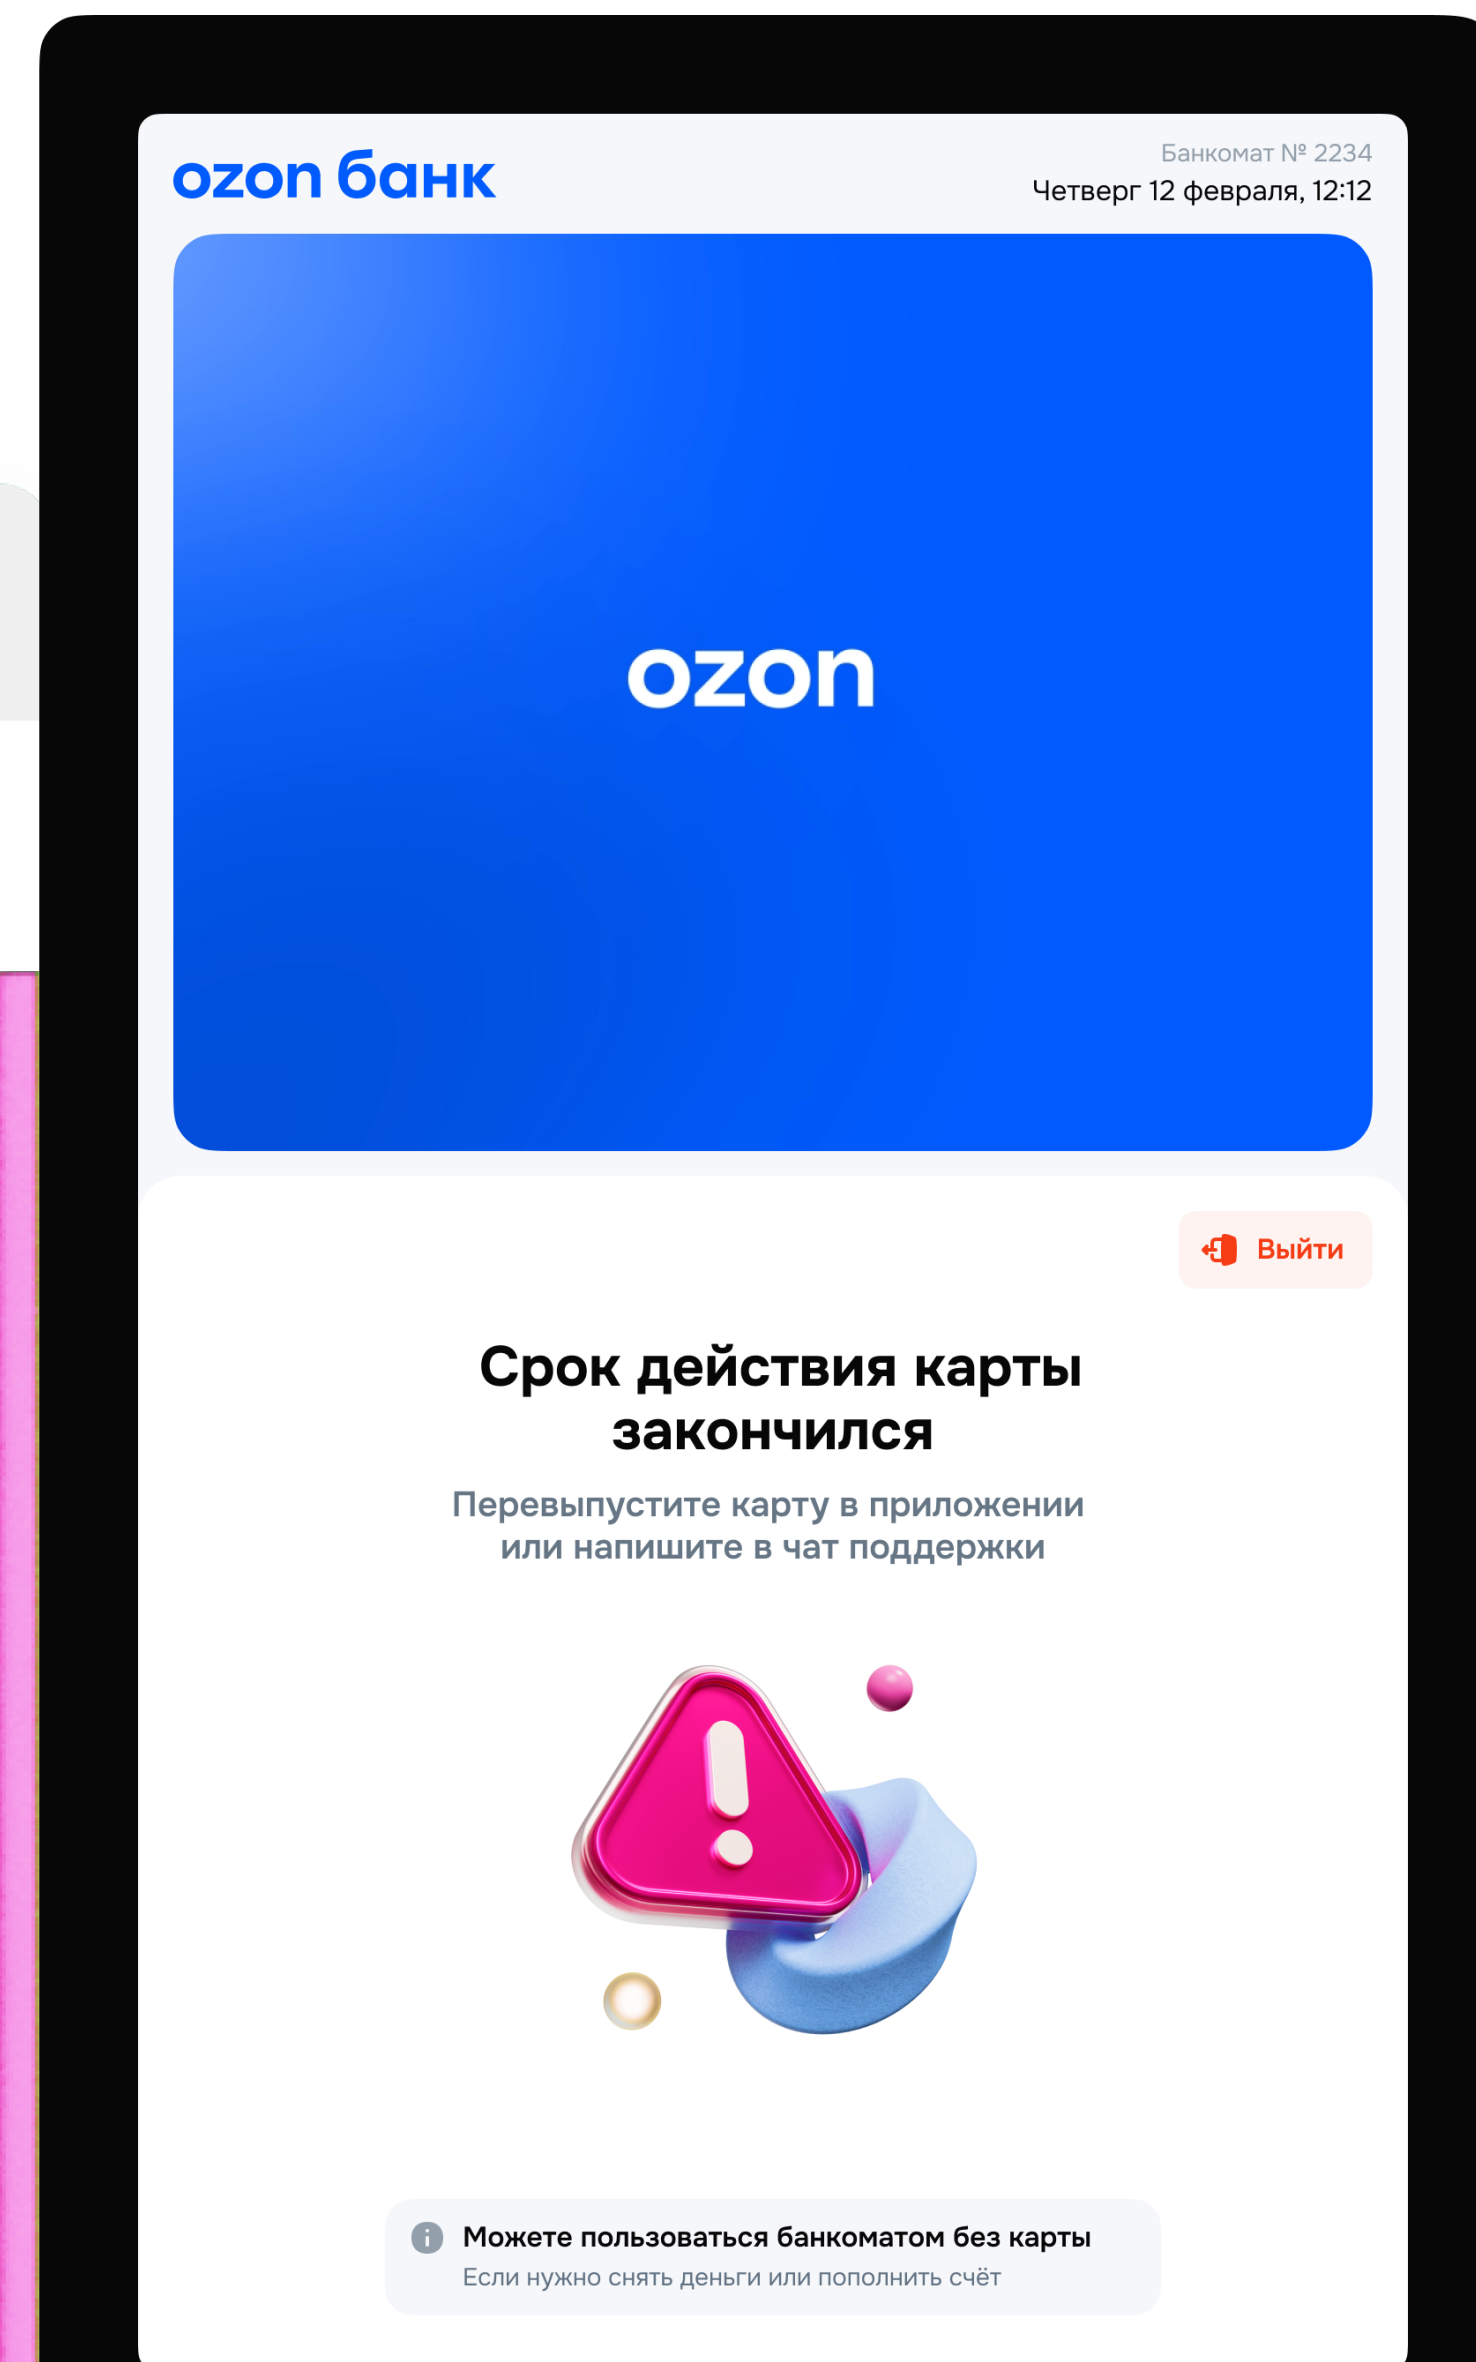 ozon банк
Банкомат № 2234
Четверг 12 февраля, 12:12
ozon
Выйти
Срок действия карты
закончился
Перевыпустите карту в приложении
или напишите в чат поддержки
Можете пользоваться банкоматом без карты
Если нужно снять деньги или пополнить счёт